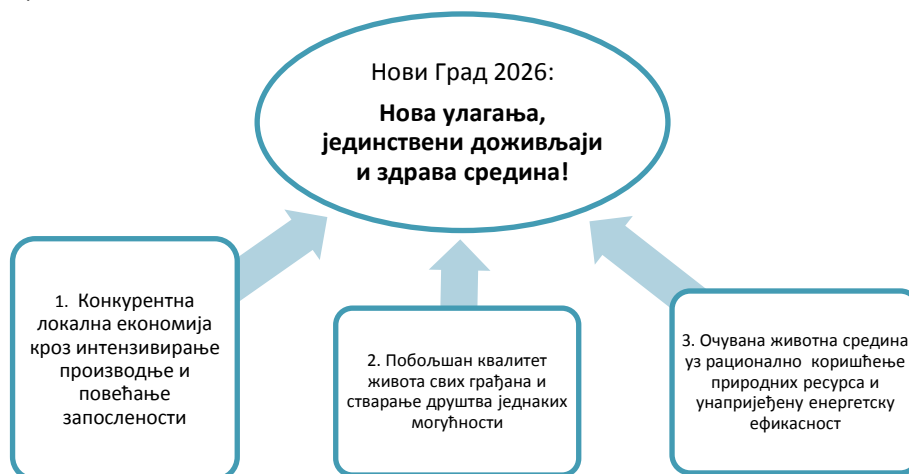 Нови Град 2026:
Нова улагања,
јединствени доживљаји
и здрава средина!
1. Конкурентна
локална економија
кроз интензивирање
производње и
повећање
запослености
2. Побољшан квалитет
живота свих грађана и
стварање друштва једнаких
могућности
3. Очувана животна средина
уз рационално коришћење
природних ресурса и
унапријеђену енергетску
ефикасност